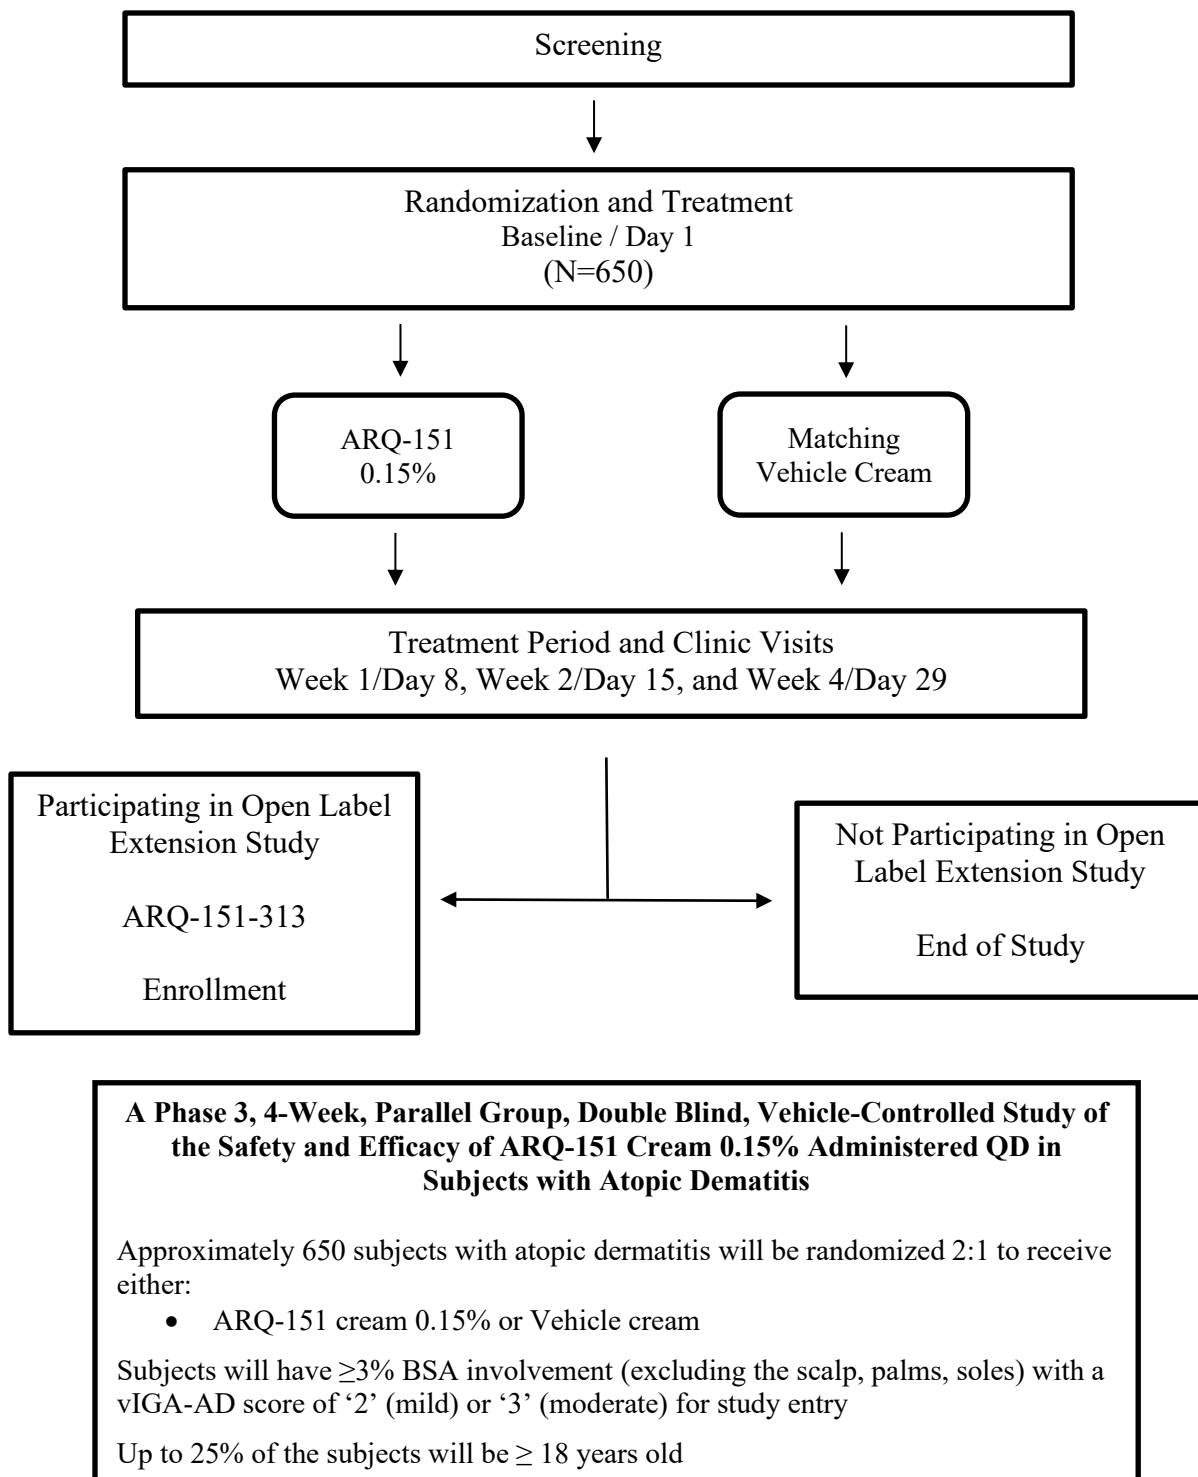 Screening
Randomization and Treatment
Baseline / Day 1
(N=650)
ARQ-151
0.15%
Matching
Vehicle Cream
Treatment Period and Clinic Visits
Week 1/Day 8, Week 2/Day 15, and Week 4/Day 29
Participating in Open Label
Extension Study
ARQ-151-313
Enrollment
Not Participating in Open
Label Extension Study
End of Study
A Phase 3, 4-Week, Parallel Group, Double Blind, Vehicle-Controlled Study of
the Safety and Efficacy of ARQ-151 Cream 0.15% Administered QD in
Subjects with Atopic Dematitis
Approximately 650 subjects with atopic dermatitis will be randomized 2:1 to receive
either:
• ARQ-151 cream 0.15% or Vehicle cream
Subjects will have ≥3% BSA involvement (excluding the scalp, palms, soles) with a
vIGA-AD score of ‘2’ (mild) or ‘3’ (moderate) for study entry
Up to 25% of the subjects will be ≥ 18 years old